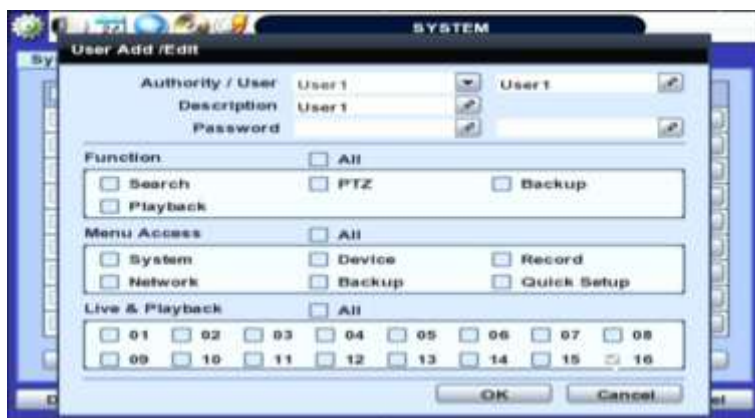 SYSTEM
User Add /Edit
Authority / User User1 User1
Description User1
Password
Function All
Search PTZ Backup
Playback
Menu Access All
System Device Record
Network Backup Quick Setup
Live & Playback All
01 02 03 04 05 06 07 08
09 10 11 12 13 14 15 16
OK Cancel